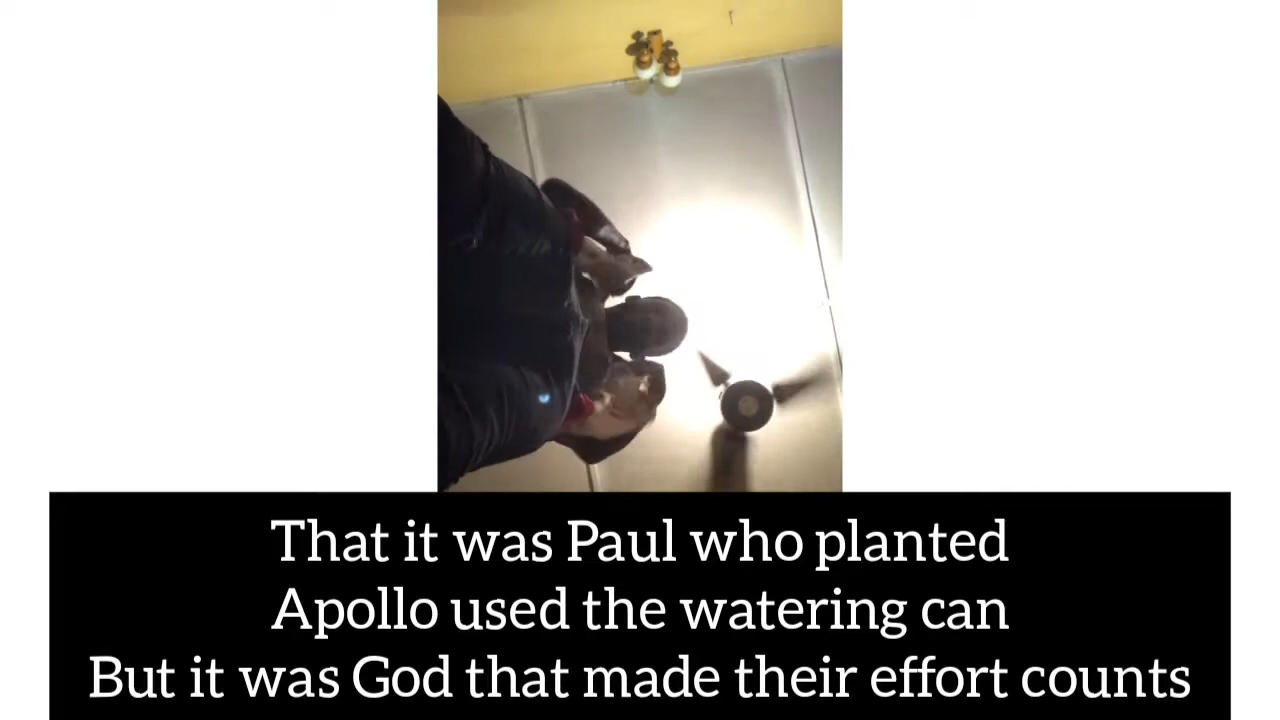 That it was Paul who planted
Apollo used the watering can
But it was God that made their effort counts